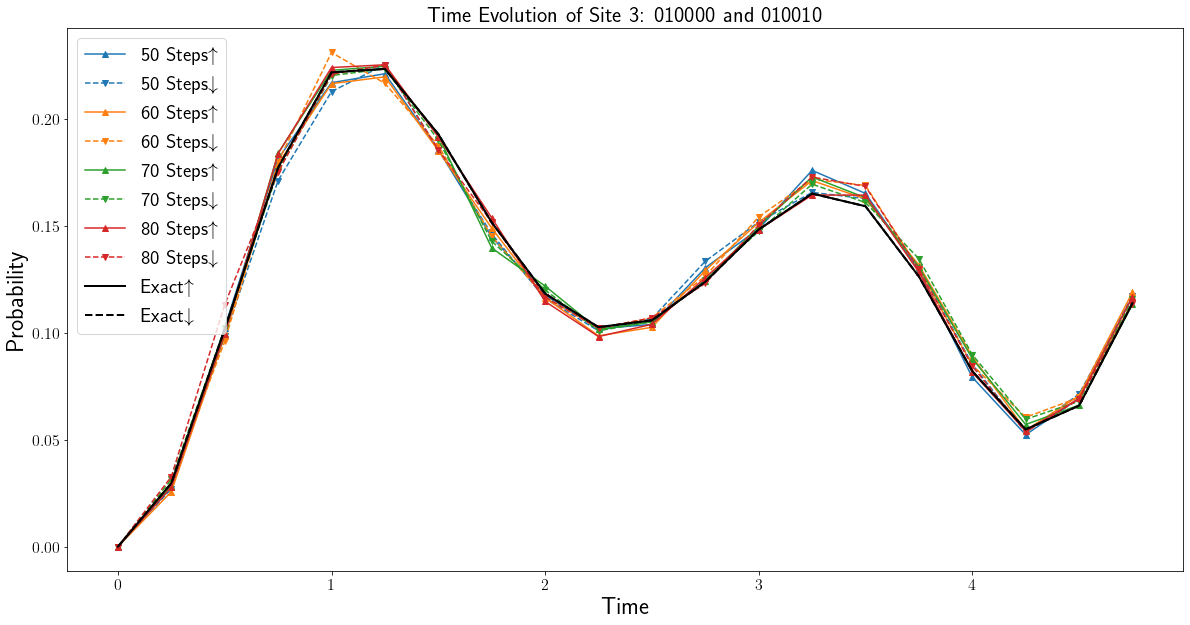 Time Evolution of Site 3: 010000 and 010010
50 Steps↑
50 Steps↓
60 Steps↑
60 Steps↓
70 Steps↑
70 Steps↓
80 Steps↑
80 Steps↓
Exact↑
Exact↓
Probability
0.20
0.15
0.10
0.05
0.00
0 1 2 3 4
Time